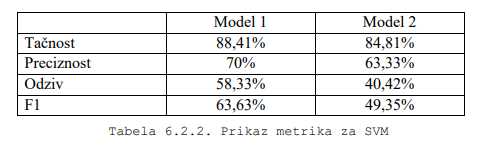 Model 1 Model 2
Tačnost 88,41% 84,81%
Preciznost 70% 63,33%
Odziv 58,33% 40,42%
F1 63,63% 49,35%
Tabela 6.2.2. Prikaz metrika za SVM